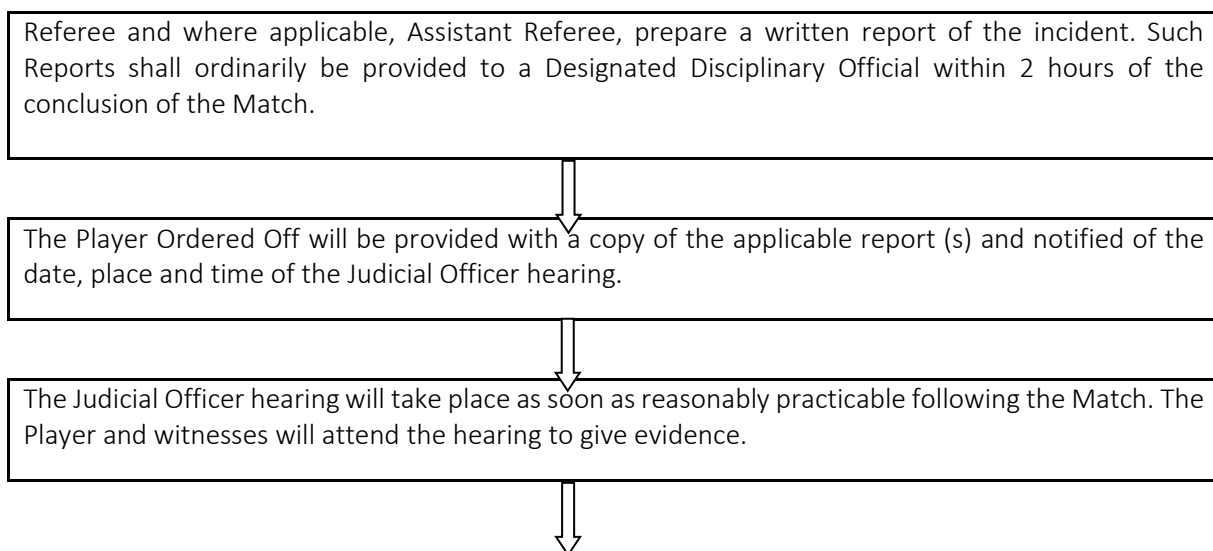 Referee and where applicable, Assistant Referee, prepare a written report of the incident. Such
Reports shall ordinarily be provided to a Designated Disciplinary Official within 2 hours of the
conclusion of the Match.
The Player Ordered Off will be provided with a copy of the applicable report (s) and notified of the
date, place and time of the Judicial Officer hearing.
The Judicial Officer hearing will take place as soon as reasonably practicable following the Match. The
Player and witnesses will attend the hearing to give evidence.